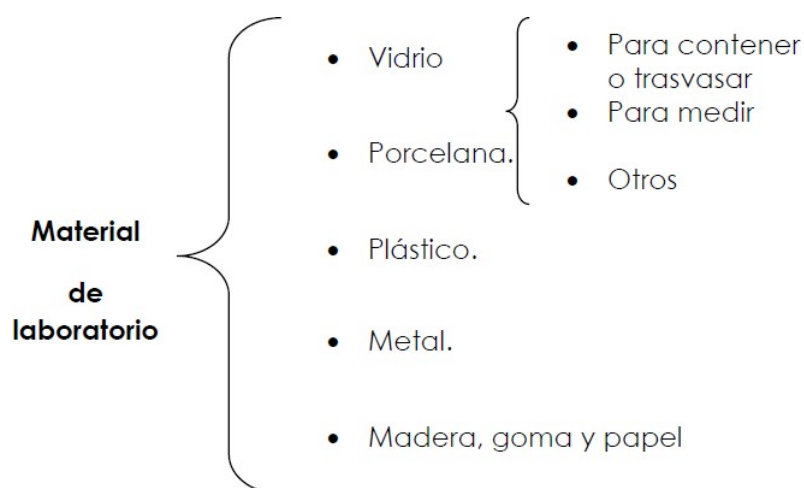 Material
de
laboratorio
• Vidrio
• Porcelana.
• Plástico.
• Metal.
• Madera, goma y papel
• Para contener
o trasvasar
• Para medir
• Otros